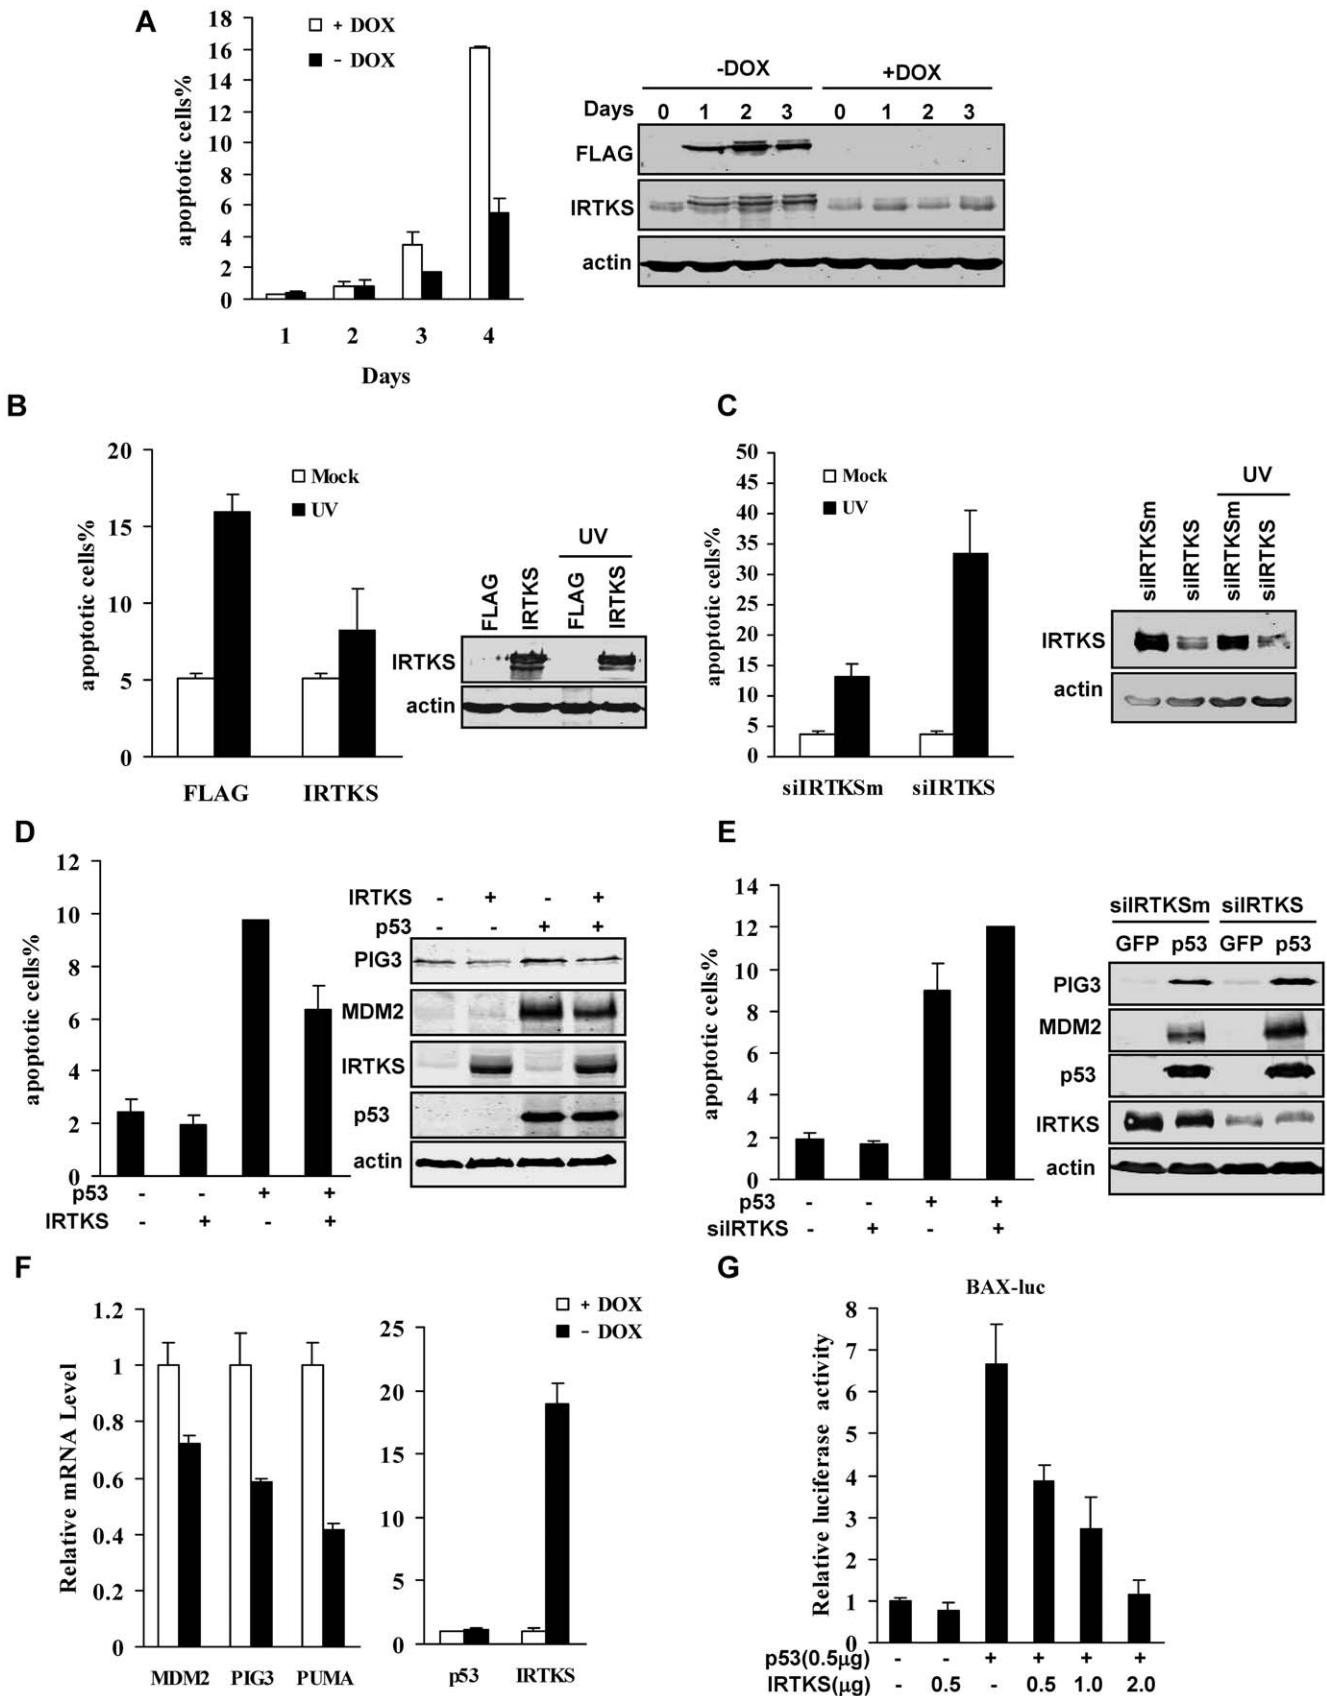 A
18
16
14
12
10
8
6
4
2
0
apoptotic cells%
+ DOX
- DOX
1 2 3 4
Days
-DOX +DOX
Days 0 1 2 3 0 1 2 3
FLAG
IRTKS
actin
B
20
15
10
5
0
apoptotic cells%
Mock
UV
FLAG IRTKS
UV
FLAG IRTKS FLAG IRTKS
IRTKS
actin
C
50
45
40
35
30
25
20
15
10
5
0
apoptotic cells%
Mock
UV
siIRTKSm siIRTKS
UV
siIRTKSm siIRTKS siIRTKSm siIRTKS
IRTKS
actin
D
12
10
8
6
4
2
0
apoptotic cells%
p53 - - + +
IRTKS - + - +
IRTKS - + - +
p53 - - + +
PIG3
MDM2
IRTKS
p53
actin
E
14
12
10
8
6
4
2
0
apoptotic cells%
p53 - - + +
siIRTKS - + - +
siIRTKSm siIRTKS
GFP p53 GFP p53
PIG3
MDM2
p53
IRTKS
actin
F
1.2
1
0.8
0.6
0.4
0.2
0
Relative mRNA Level
MDM2 PIG3 PUMA
25
20
15
10
5
0
+ DOX
- DOX
p53 IRTKS
G
BAX-luc
8
7
6
5
4
3
2
1
0
Relative luciferase activity
p53(0.5µg) - - + + + +
IRTKS(µg) - 0.5 - 0.5 1.0 2.0